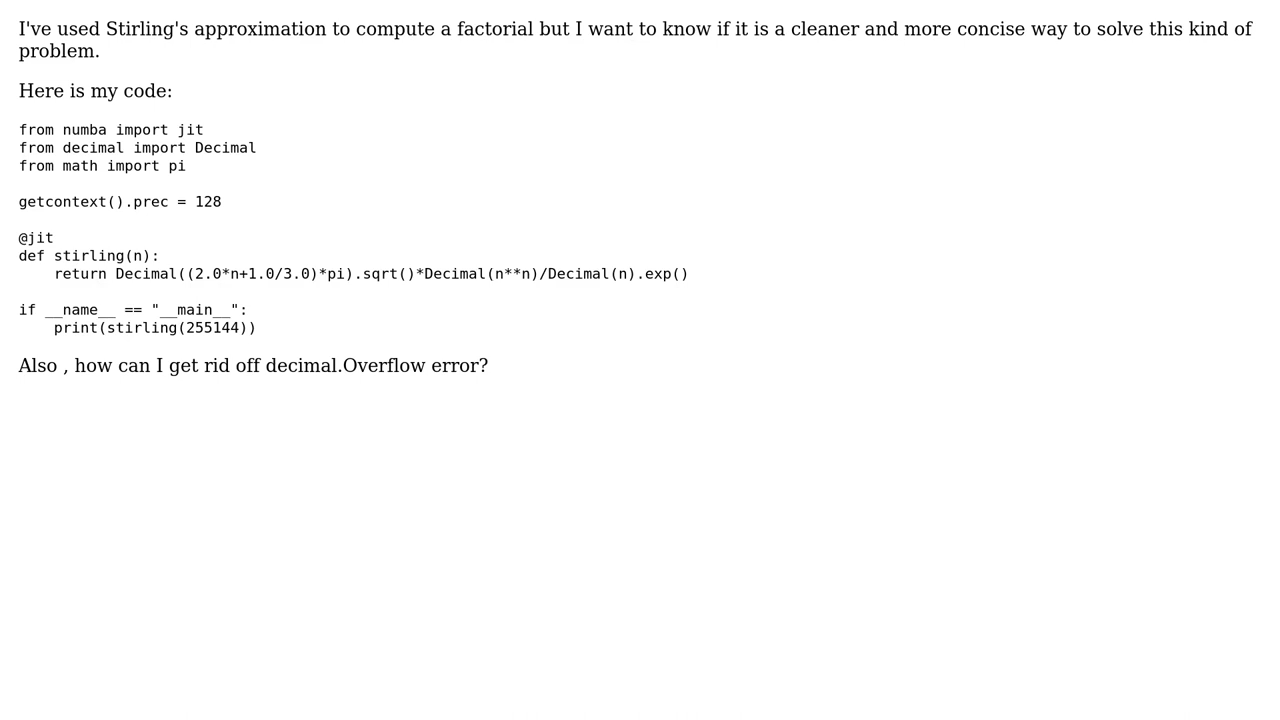 I've used Stirling's approximation to compute a factorial but I want to know if it is a cleaner and more concise way to solve this kind of
problem.
Here is my code:
from numba import jit
from decimal import Decimal
from math import pi
getcontext().prec = 128
@jit
def stirling(n):
    return Decimal((2.0*n+1.0/3.0)*pi).sqrt()*Decimal(n**n)/Decimal(n).exp()
if __name__ == "__main__":
    print(stirling(255144))
Also , how can I get rid off decimal.Overflow error?